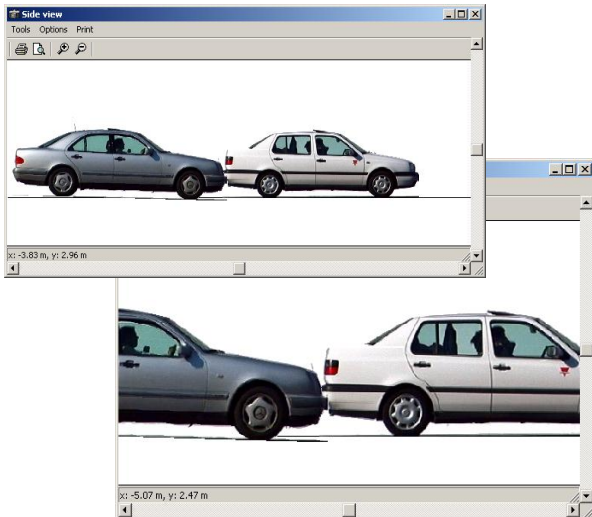 Side view
Tools Options Print
x: -3.83 m, y: 2.96 m
x: -5.07 m, y: 2.47 m